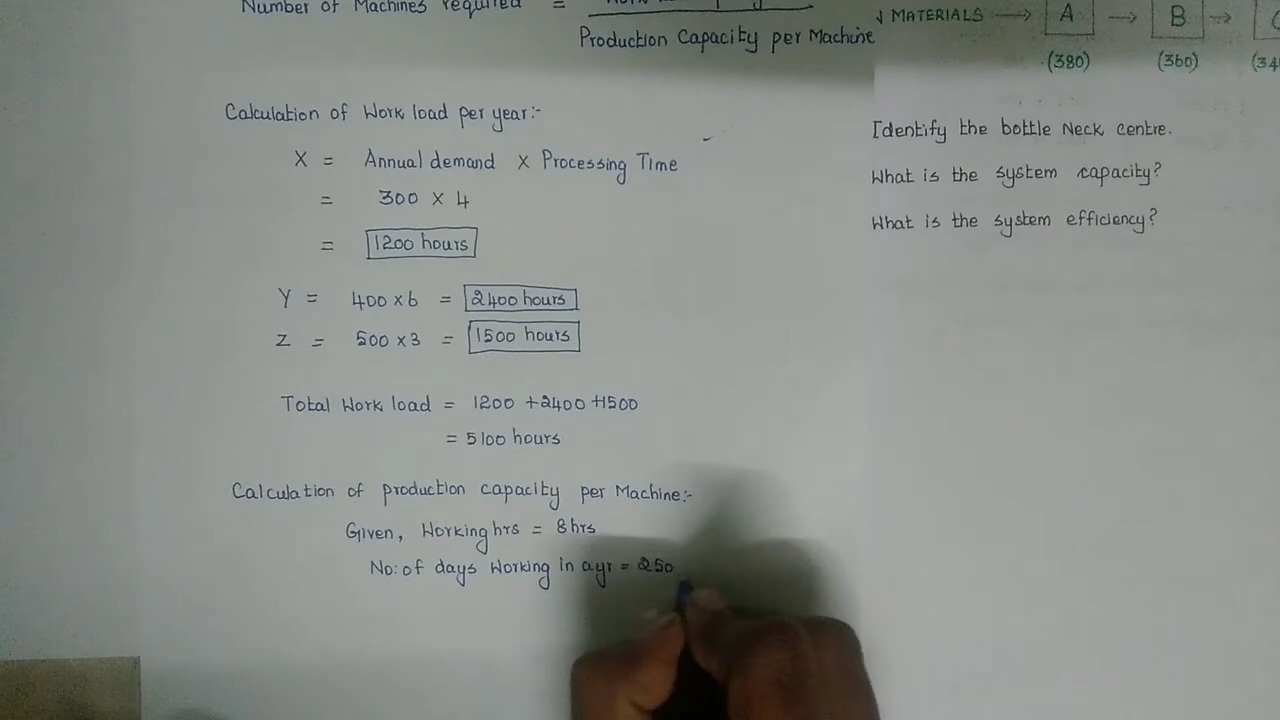 Number of Machines required =
Production Capacity per Machine
Calculation of Work load per year:-
X = Annual demand X Processing Time
= 300 X 4
= 1200 hours
Y = 400 x 6 = 2400 hours
Z = 500 x 3 = 1500 hours
Total Work load = 1200 + 2400 + 1500
= 5100 hours
Calculation of production capacity per Machine:-
Given, Working hrs = 8 hrs
No: of days Working in a yr = 250
MATERIALS → A → B →
(380) (360) (34
Identify the bottle Neck centre.
What is the system capacity?
What is the system efficiency?